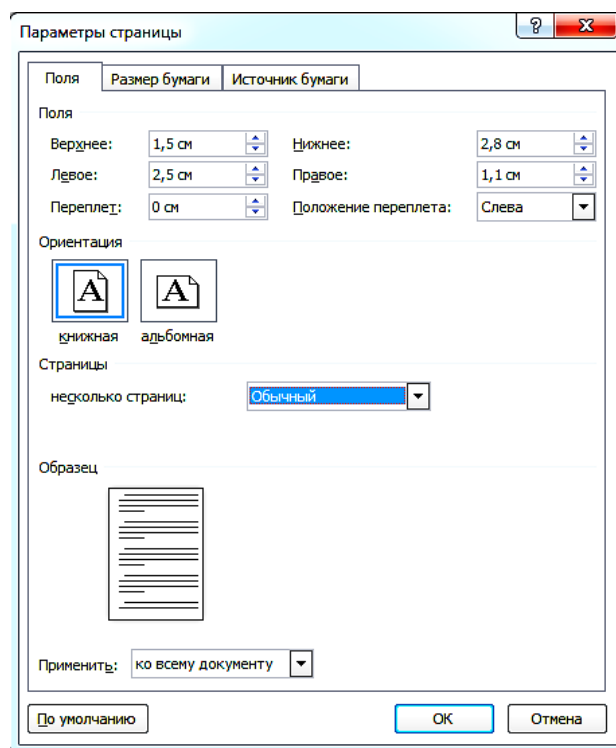 Параметры страницы
Поля Размер бумаги Источник бумаги
Поля
Верхнее: 1,5 см Нижнее: 2,8 см
Левое: 2,5 см Правое: 1,1 см
Переплет: 0 см Положение переплета: Слева
Ориентация
A A
книжная альбомная
Страницы
несколько страниц: Обычный
Образец
Применить: ко всему документу
По умолчанию ОК Отмена